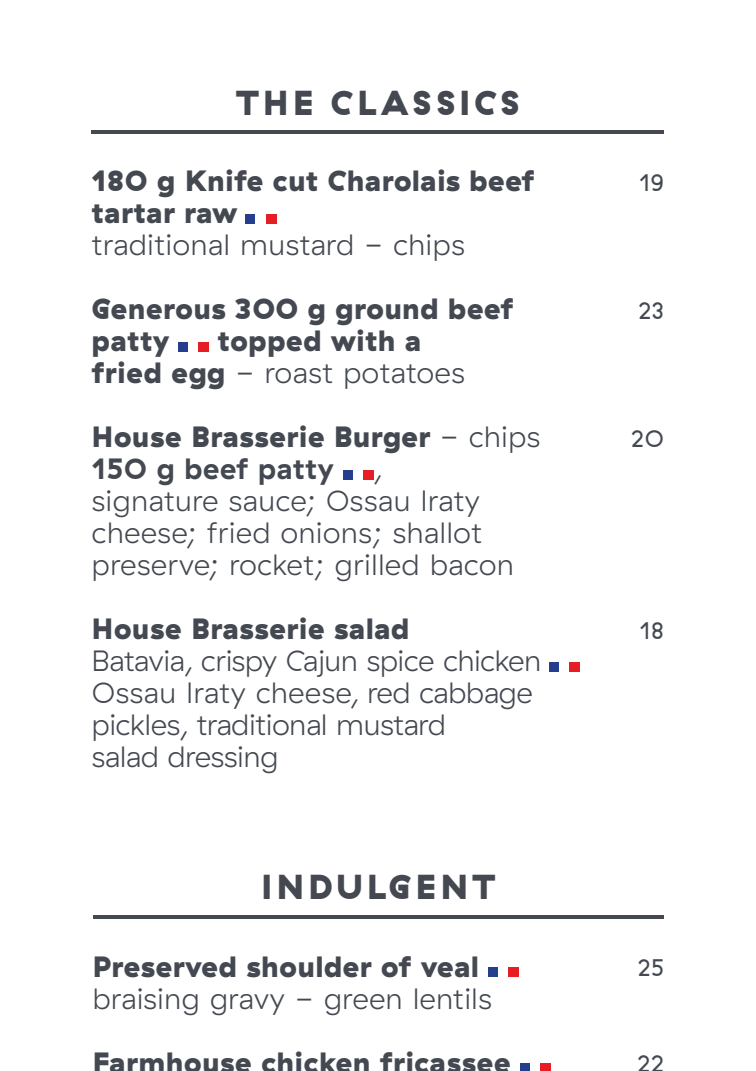 THE CLASSICS
180 g Knife cut Charolais beef 19
tartar raw
traditional mustard – chips
Generous 300 g ground beef 23
patty topped with a
fried egg – roast potatoes
House Brasserie Burger – chips 20
150 g beef patty ,
signature sauce; Ossau Iraty
cheese; fried onions; shallot
preserve; rocket; grilled bacon
House Brasserie salad 18
Batavia, crispy Cajun spice chicken
Ossau Iraty cheese, red cabbage
pickles, traditional mustard
salad dressing
INDULGENT
Preserved shoulder of veal 25
braising gravy – green lentils
Farmhouse chicken fricassee 22